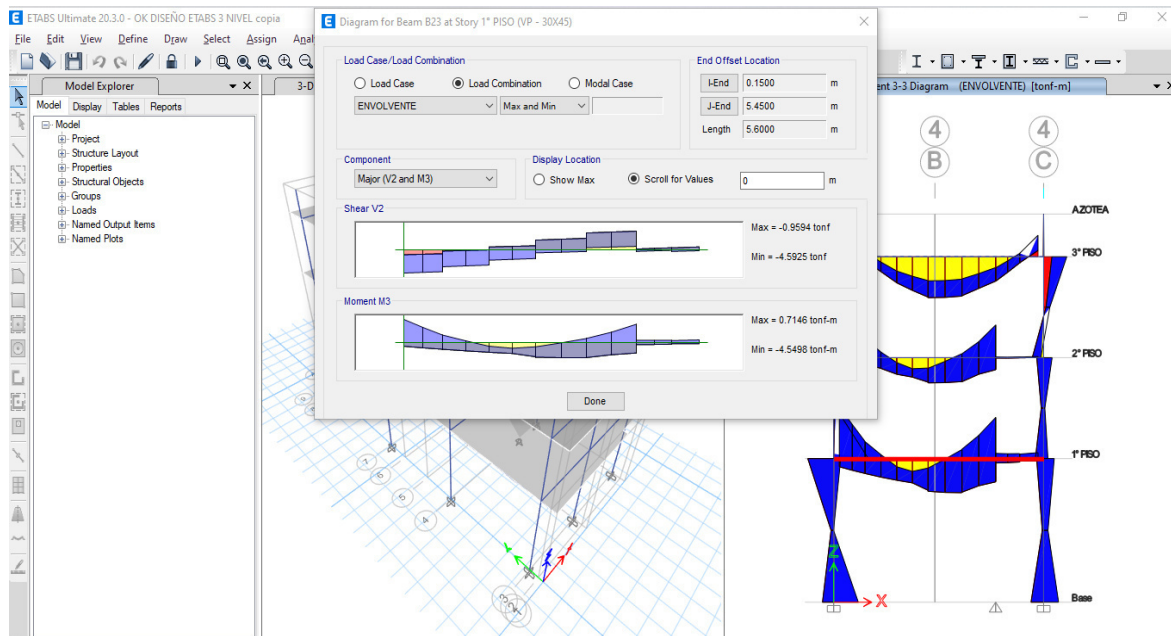 ETABS Ultimate 20.3.0 - OK DISEÑO ETABS 3 NIVEL copia
File Edit View Define Draw Select Assign
Model Explorer
Model Display Tables Reports
Model
Project
Structure Layout
Properties
Structural Objects
Groups
Loads
Named Output Items
Named Plots
3-D
Diagram for Beam B23 at Story 1° PISO (VP - 30X45)
Load Case/Load Combination
Load Case Load Combination Modal Case
ENVOLVENTE Max and Min
End Offset Location
I-End 0.1500 m
J-End 5.4500 m
Length 5.6000 m
Component
Major (V2 and M3)
Display Location
Show Max Scroll for Values 0 m
Shear V2
Max = -0.9594 tonf
Min = -4.5925 tonf
Moment M3
Max = 0.7146 tonf-m
Min = -4.5498 tonf-m
Done
3-3 Diagram (ENVOLVENTE) [tonf-m]
4 4
B C
AZOTEA
3° PISO
2° PISO
1° PISO
Base
Z
X
5
4